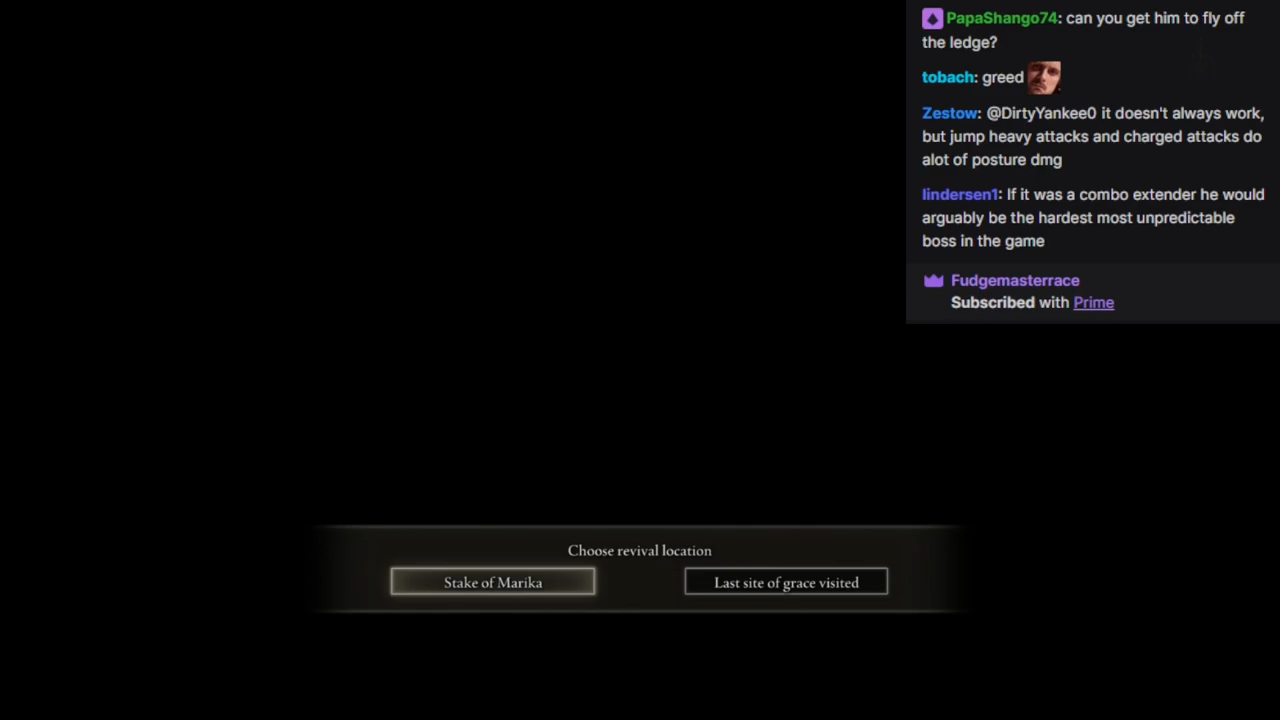 PapaShango74: can you get him to fly off
the ledge?
tobach: greed
Zestow: @DirtyYankee0 it doesn't always work,
but jump heavy attacks and charged attacks do
alot of posture dmg
lindersen1: If it was a combo extender he would
arguably be the hardest most unpredictable
boss in the game
Fudgemasterrace
Subscribed with Prime
Choose revival location
Stake of Marika
Last site of grace visited